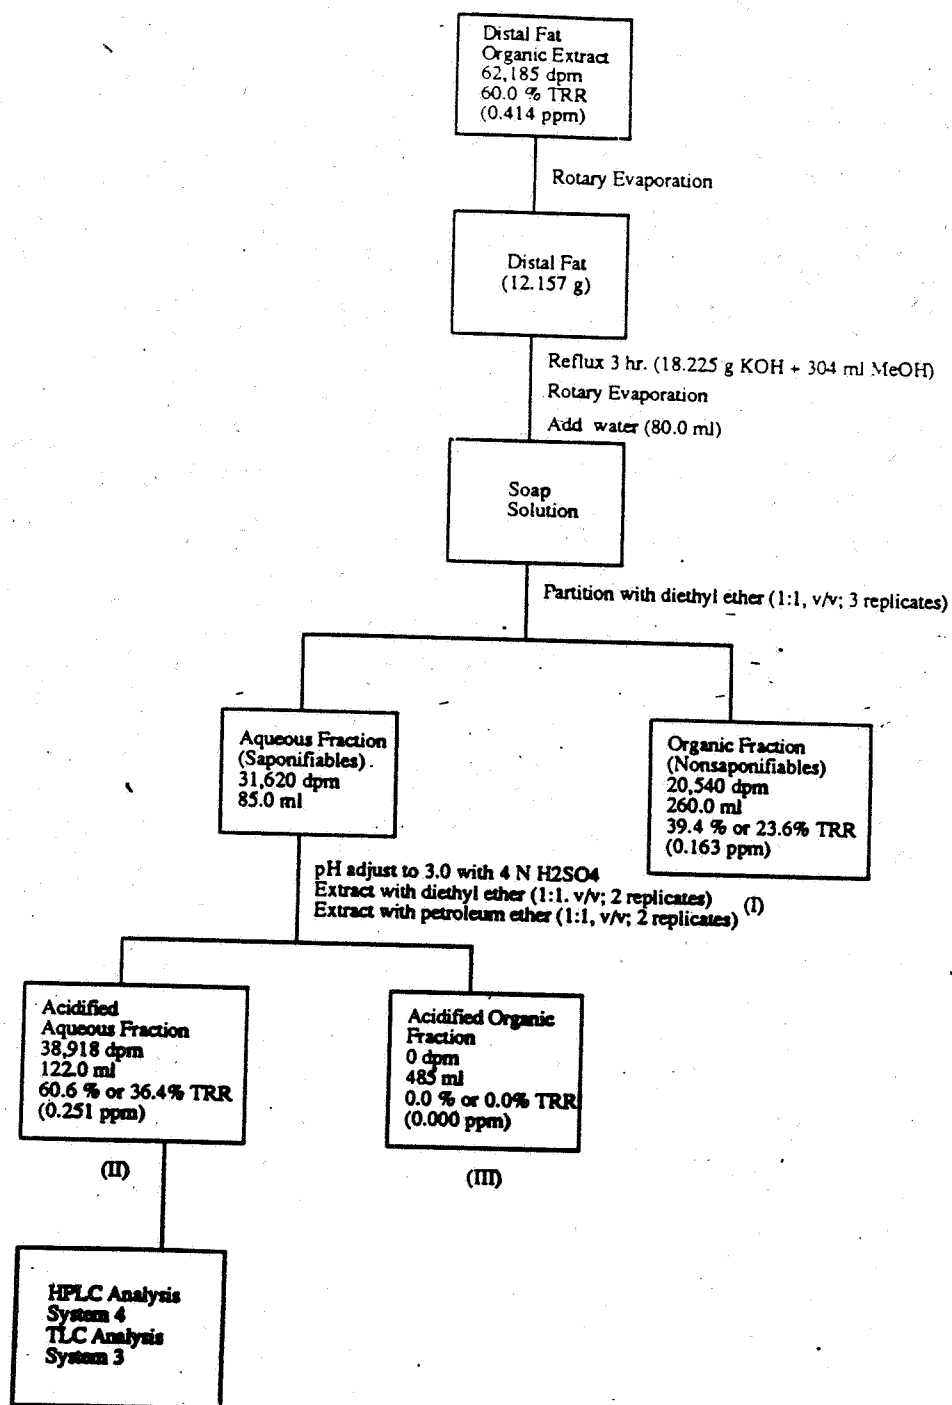 Distal Fat
Organic Extract
62,185 dpm
60.0 % TRR
(0.414 ppm)
Rotary Evaporation
Distal Fat
(12.157 g)
Reflux 3 hr. (18.225 g KOH + 304 ml MeOH)
Rotary Evaporation
Add water (80.0 ml)
Soap
Solution
Partition with diethyl ether (1:1, v/v; 3 replicates)
Aqueous Fraction
(Saponifiables)
31,620 dpm
85.0 ml
Organic Fraction
(Nonsaponifiables)
20,540 dpm
260.0 ml
39.4 % or 23.6% TRR
(0.163 ppm)
(I)
pH adjust to 3.0 with 4 N H2SO4
Extract with diethyl ether (1:1. v/v; 2 replicates)
Extract with petroleum ether (1:1, v/v; 2 replicates)
Acidified
Aqueous Fraction
38,918 dpm
122.0 ml
60.6 % or 36.4% TRR
(0.251 ppm)
(II)
Acidified Organic
Fraction
0 dpm
485 ml
0.0 % or 0.0% TRR
(0.000 ppm)
(III)
HPLC Analysis
System 4
TLC Analysis
System 3